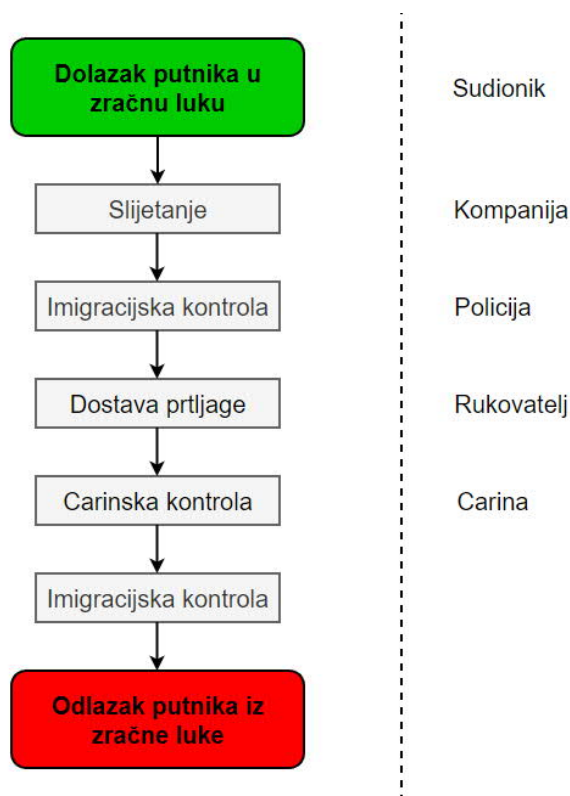 Dolazak putnika u
zračnu luku
Sudionik
Slijetanje
Kompanija
Imigracijska kontrola
Policija
Dostava prtljage
Rukovatelj
Carinska kontrola
Carina
Imigracijska kontrola
Odlazak putnika iz
zračne luke